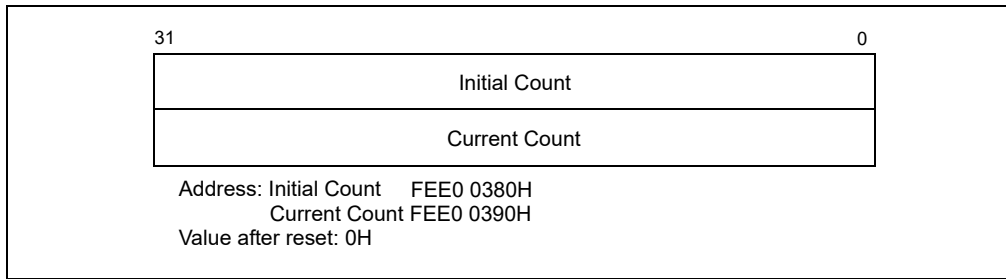 31 0
Initial Count
Current Count
Address: Initial Count FEE0 0380H
Current Count FEE0 0390H
Value after reset: 0H